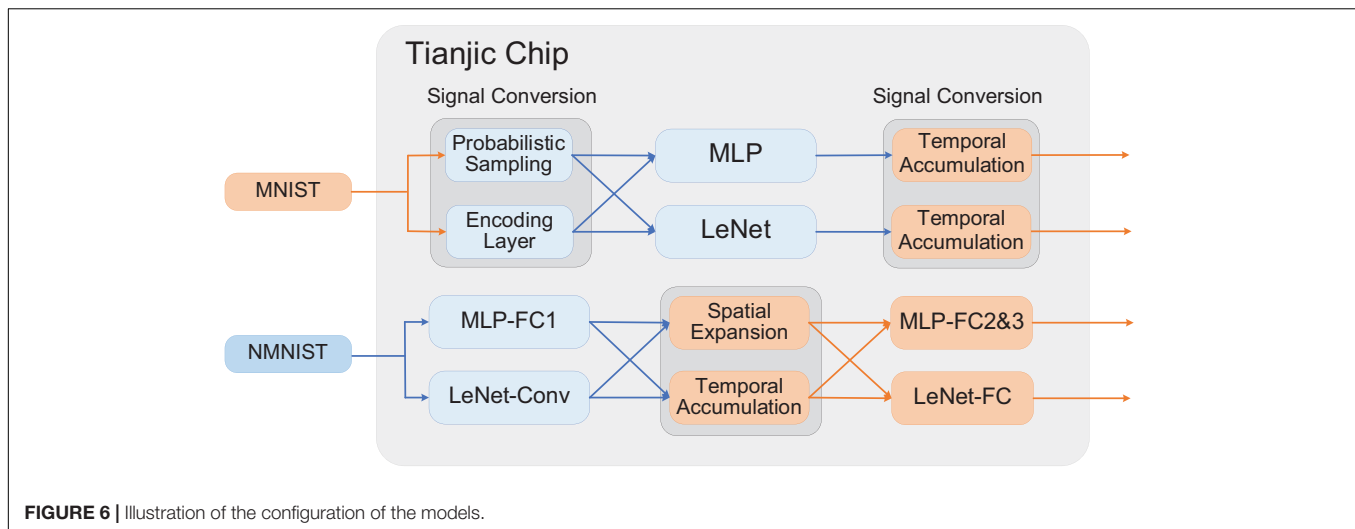 Tianjic Chip
Signal Conversion
Signal Conversion
MNIST
Probabilistic
Sampling
Encoding
Layer
MLP
LeNet
Temporal
Accumulation
Temporal
Accumulation
NMNIST
MLP-FC1
LeNet-Conv
Spatial
Expansion
Temporal
Accumulation
MLP-FC2&3
LeNet-FC
FIGURE 6 | Illustration of the configuration of the models.